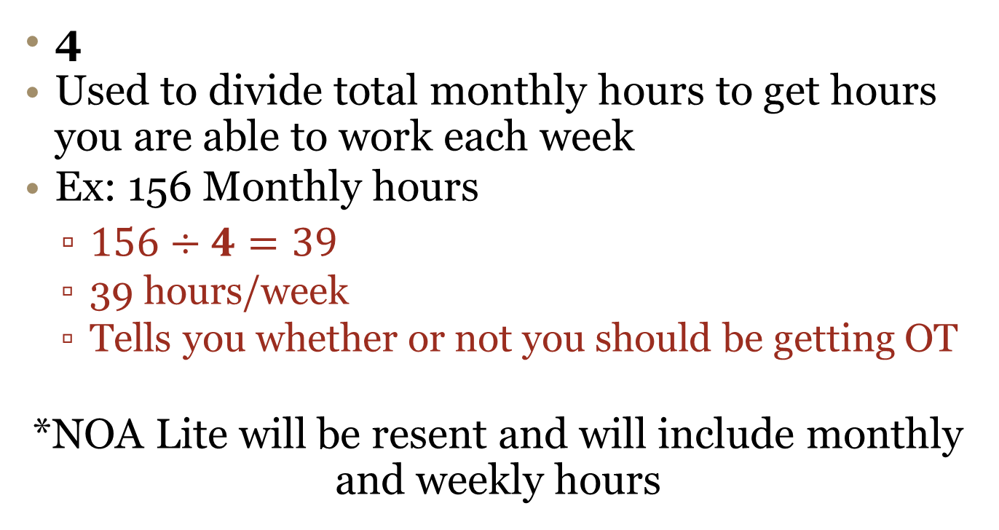 • 4
• Used to divide total monthly hours to get hours
you are able to work each week
• Ex: 156 Monthly hours
▫ 156 ÷ 4 = 39
▫ 39 hours/week
▫ Tells you whether or not you should be getting OT
*NOA Lite will be resent and will include monthly
and weekly hours